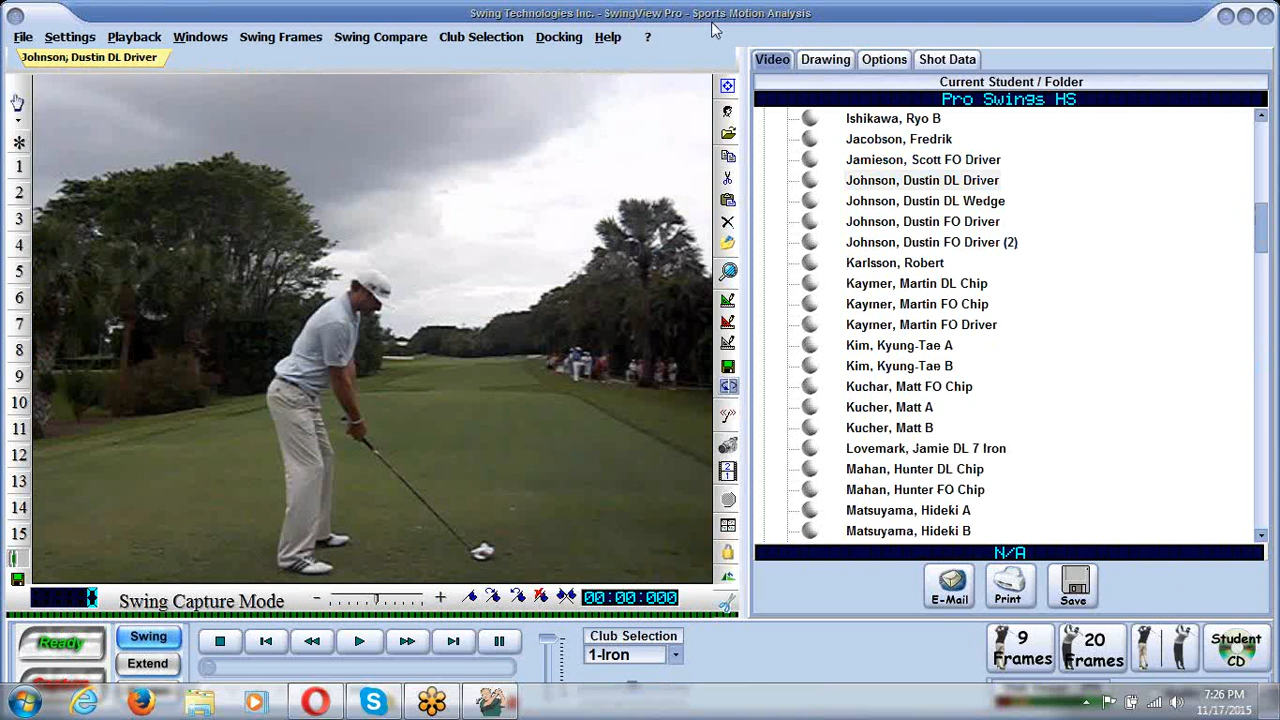 Swing Technologies Inc. - SwingView Pro - Sports Motion Analysis
File Settings Playback Windows Swing Frames Swing Compare Club Selection Docking Help ?
Johnson, Dustin DL Driver
Video Drawing Options Shot Data
Current Student / Folder
Pro Swings HS
Ishikawa, Ryo B
Jacobson, Fredrik
Jamieson, Scott FO Driver
Johnson, Dustin DL Driver
Johnson, Dustin DL Wedge
Johnson, Dustin FO Driver
Johnson, Dustin FO Driver (2)
Karlsson, Robert
Kaymer, Martin DL Chip
Kaymer, Martin FO Chip
Kaymer, Martin FO Driver
Kim, Kyung-Tae A
Kim, Kyung-Tae B
Kuchar, Matt FO Chip
Kucher, Matt A
Kucher, Matt B
Lovemark, Jamie DL 7 Iron
Mahan, Hunter DL Chip
Mahan, Hunter FO Chip
Matsuyama, Hideki A
Matsuyama, Hideki B
N/A
E-Mail Print Save
1
2
3
4
5
6
7
8
9
10
11
12
13
14
15
Swing Capture Mode - + 00:00:000
Ready Swing
Extend
Club Selection
1-Iron
9 Frames
20 Frames
Student CD
7:26 PM
11/17/2015